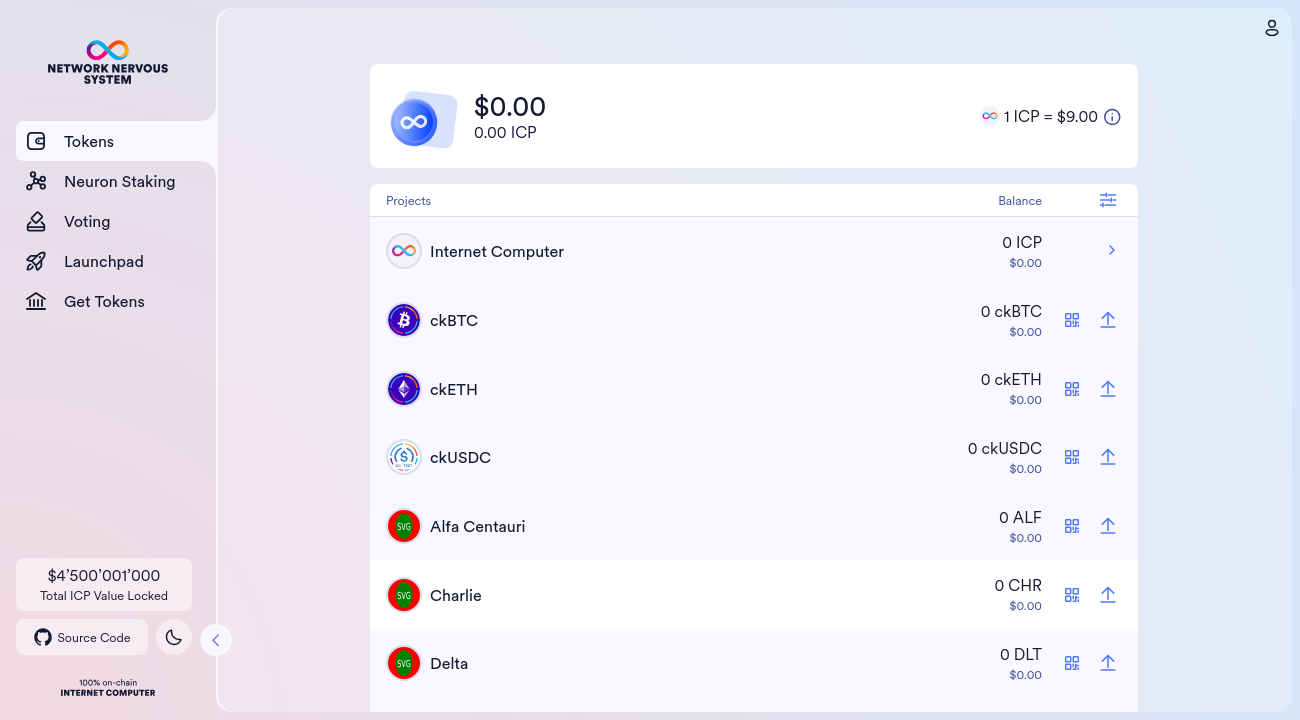 NETWORK NERVOUS
SYSTEM
Tokens
Neuron Staking
Voting
Launchpad
Get Tokens
$4’500’001’000
Total ICP Value Locked
Source Code
100% on-chain
INTERNET COMPUTER
$0.00
0.00 ICP
1 ICP = $9.00
Projects
Balance
Internet Computer
0 ICP
$0.00
ckBTC
0 ckBTC
$0.00
ckETH
0 ckETH
$0.00
ckUSDC
0 ckUSDC
$0.00
SVG
Alfa Centauri
0 ALF
$0.00
SVG
Charlie
0 CHR
$0.00
SVG
Delta
0 DLT
$0.00